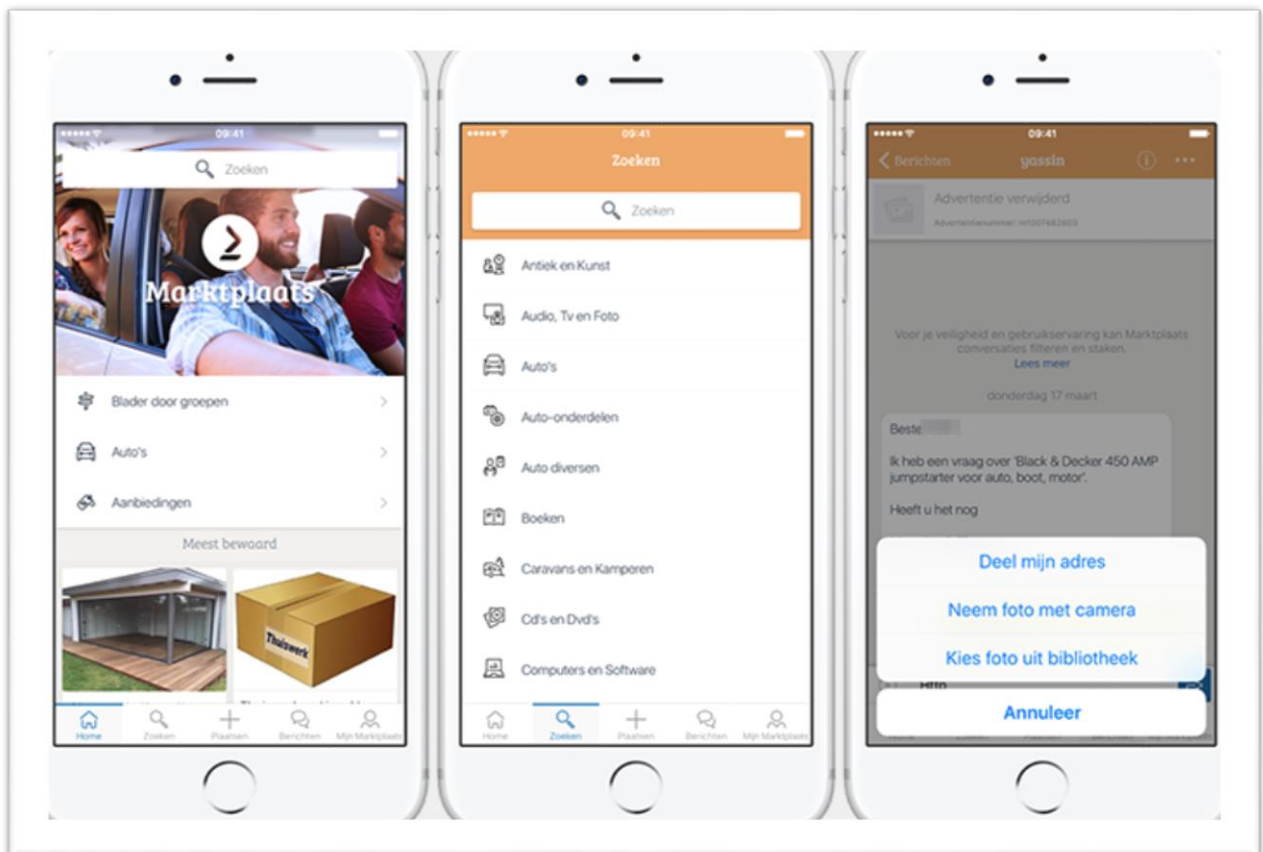 09:41
Zoeken
Marktplaats
Blader door groepen
Auto's
Aanbiedingen
Meest bewaard
Thuiswerk
Home
Zoeken
Plaatsen
Berichten
Mijn Marktplaats
09:41
Zoeken
Zoeken
Antiek en Kunst
Audio, Tv en Foto
Auto's
Auto-onderdelen
Auto diversen
Boeken
Caravans en Kamperen
Cd's en Dvd's
Computers en Software
Home
Zoeken
Plaatsen
Berichten
Mijn Marktplaats
09:41
Berichten
yassin
Advertentie verwijderd
Advertentienummer: m1007482603
Voor je veiligheid en gebruikservaring kan Marktplaats
conversaties filteren en staken.
Lees meer
donderdag 17 maart
Beste
Ik heb een vraag over 'Black & Decker 450 AMP
jumpstarter voor auto, boot, motor'.
Heeft u het nog
Deel mijn adres
Neem foto met camera
Kies foto uit bibliotheek
Annuleer